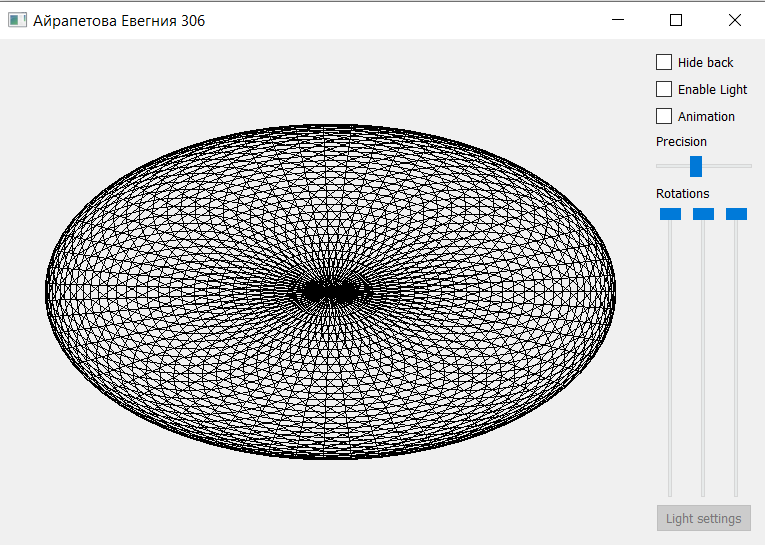 Айрапетова Евегния 306
Hide back
Enable Light
Animation
Precision
Rotations
Light settings